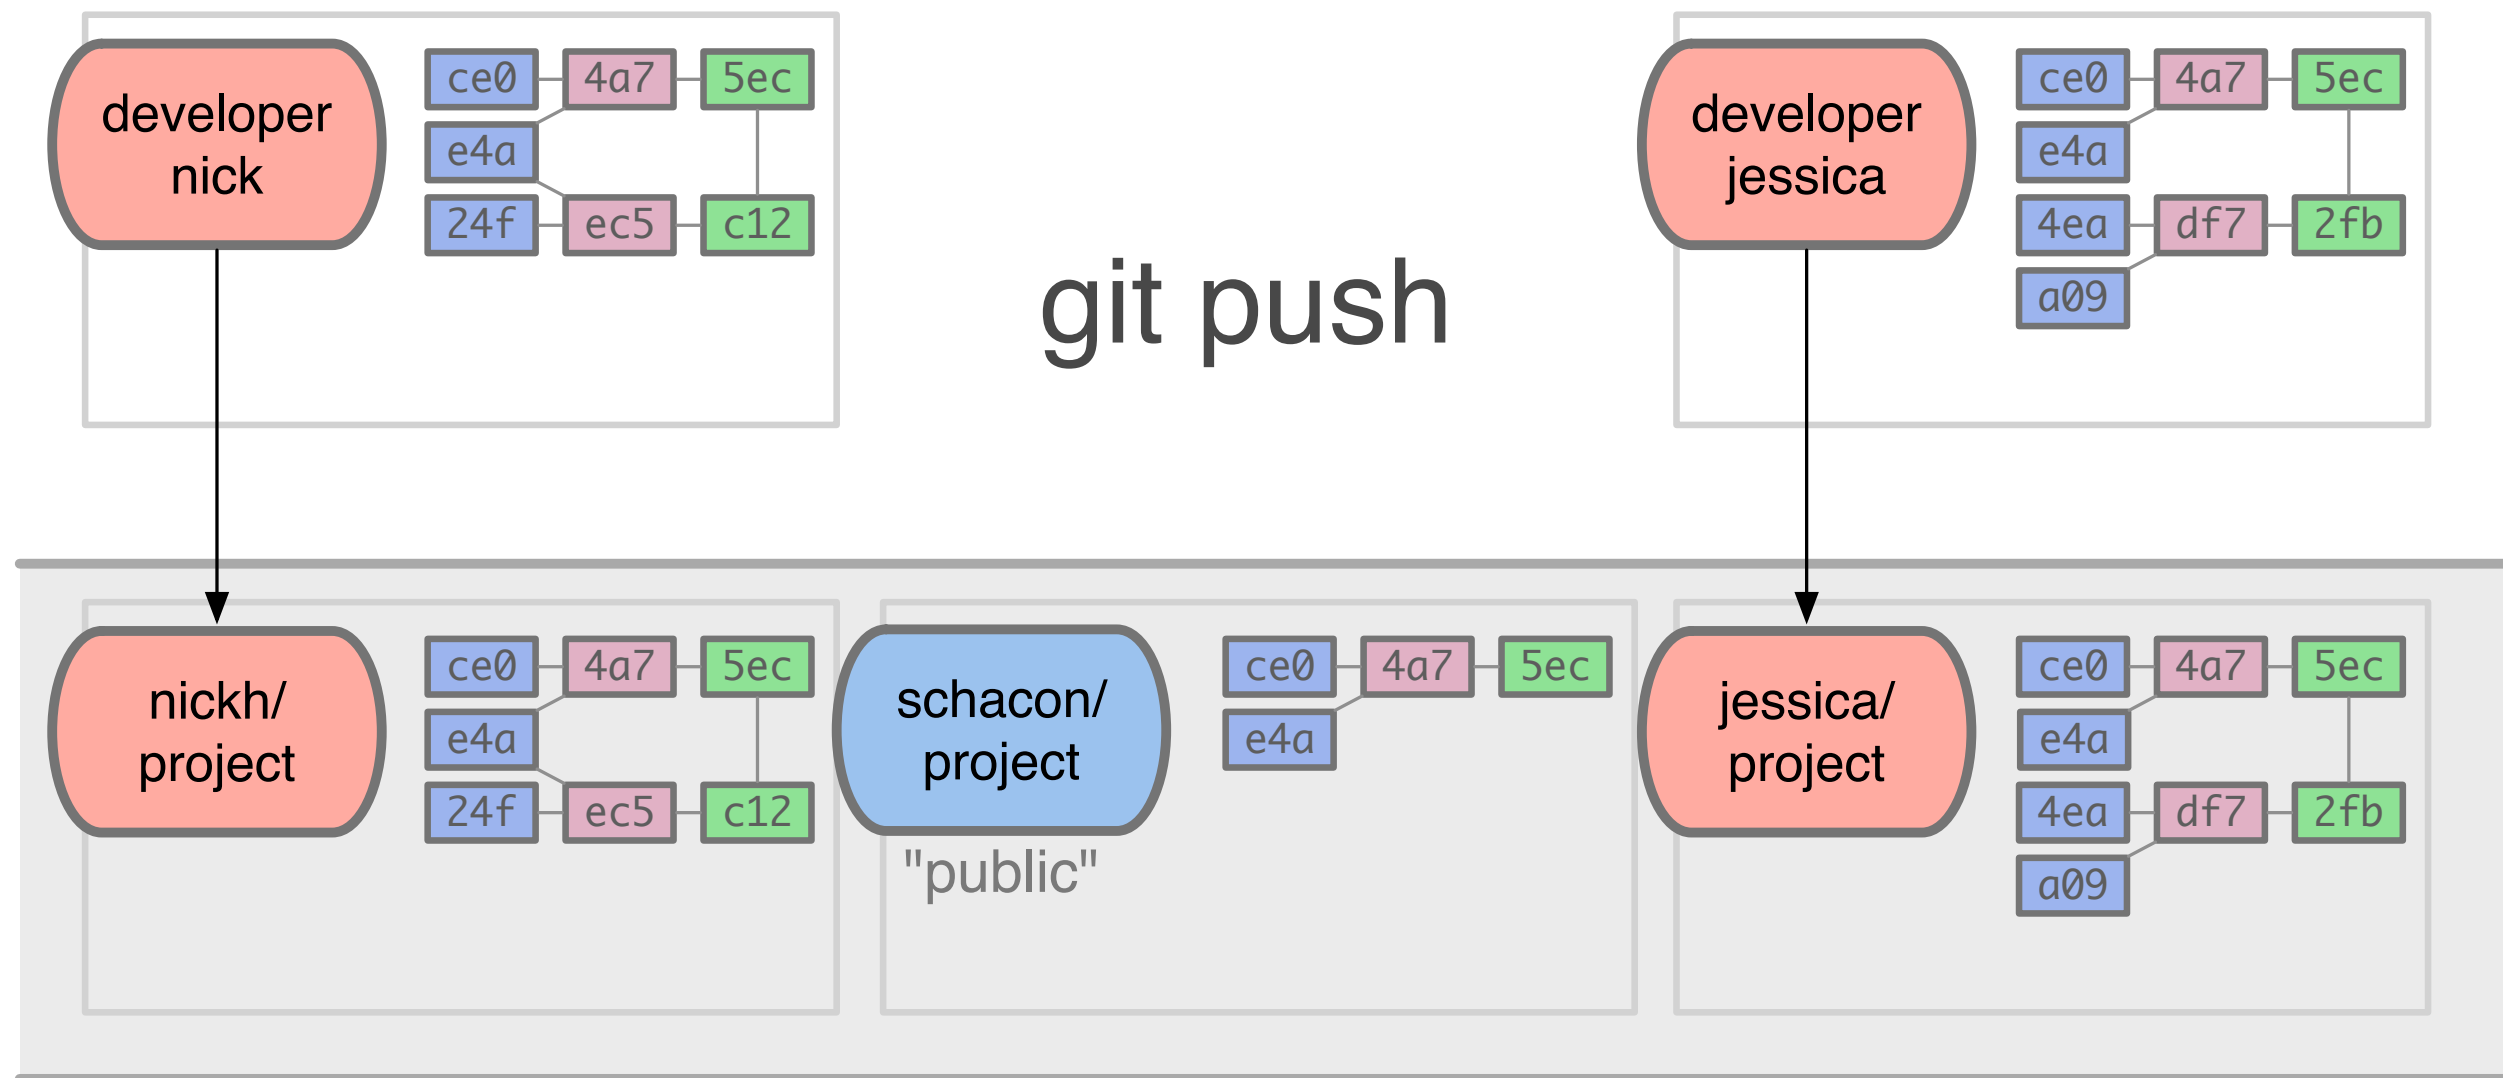 developer
nick
ce0 4a7 5ec
e4a
24f ec5 c12
git push
developer
jessica
ce0 4a7 5ec
e4a
4ea df7 2fb
a09
nickh/
project
ce0 4a7 5ec
e4a
24f ec5 c12
schacon/
project
"public"
ce0 4a7 5ec
e4a
jessica/
project
ce0 4a7 5ec
e4a
4ea df7 2fb
a09